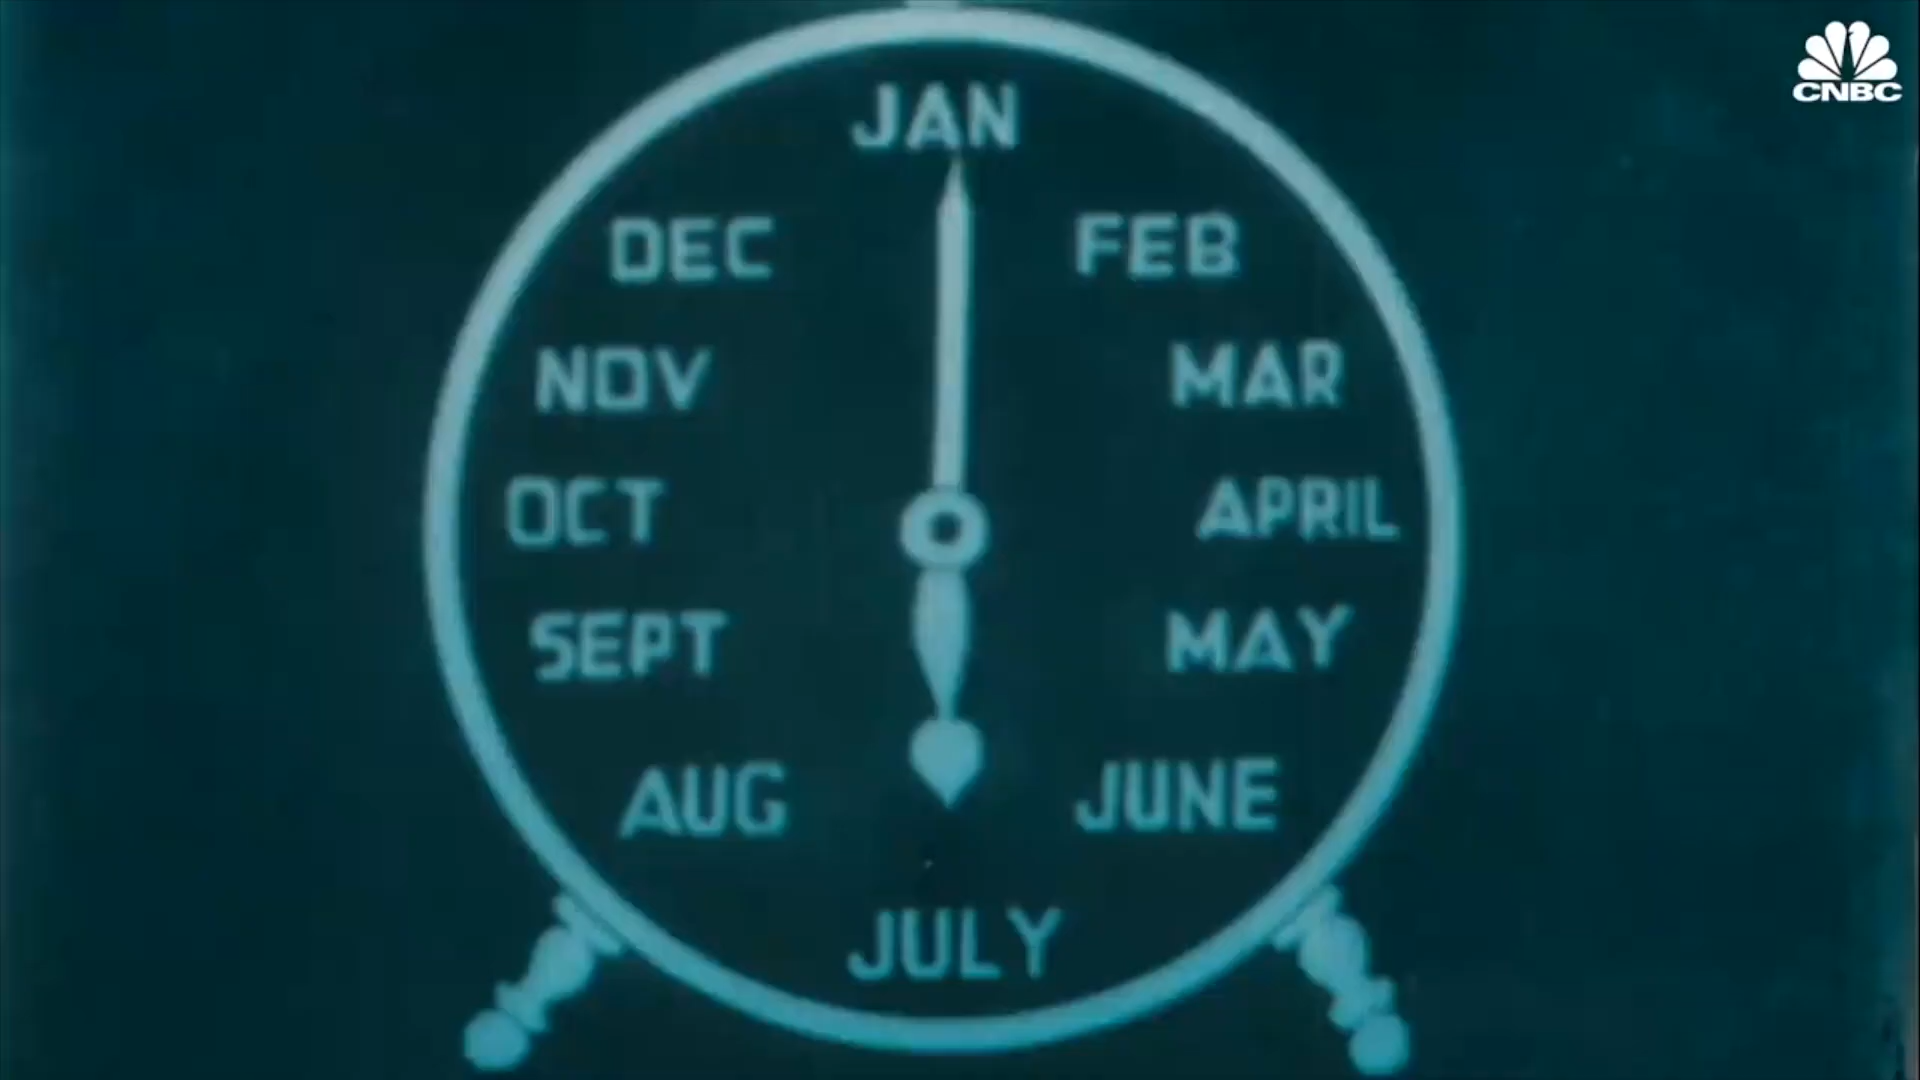 CNBC
JAN
DEC
FEB
NOV
MAR
OCT
APRIL
SEPT
MAY
AUG
JUNE
JULY